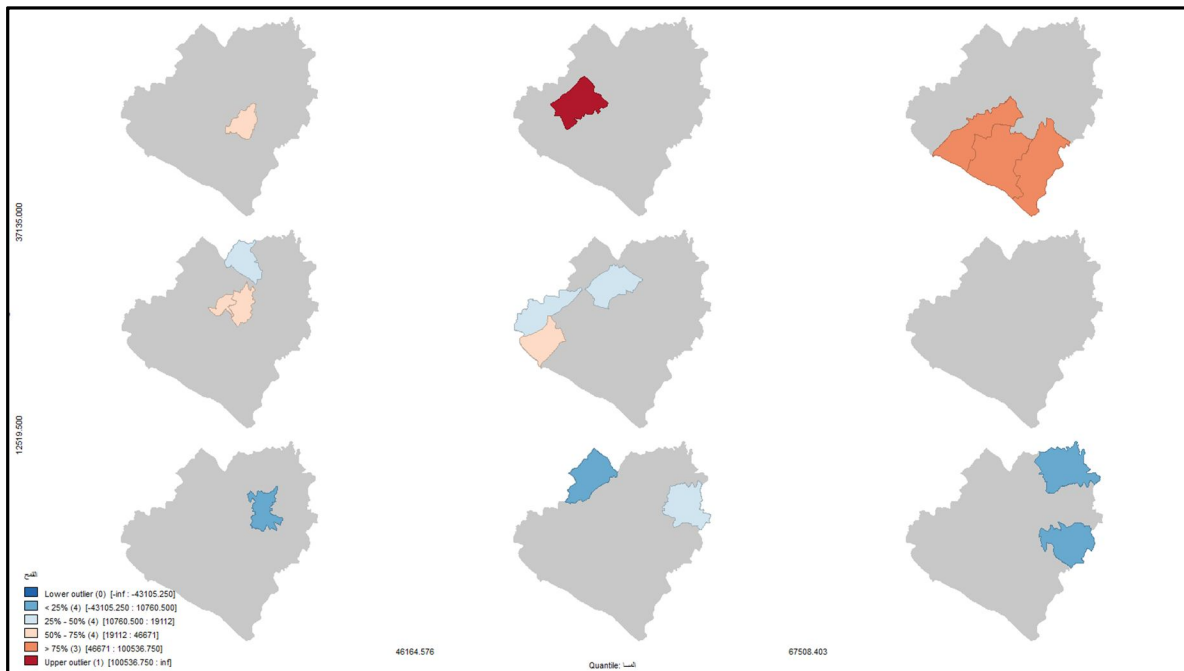 37135.000
12519.500
القمح
Lower outlier (0) [-inf : -43105.250]
< 25% (4) [-43105.250 : 10760.500]
25% - 50% (4) [10760.500 : 19112]
50% - 75% (4) [19112 : 46671]
> 75% (3) [46671 : 100536.750]
Upper outlier (1) [100536.750 : inf]
46164.576
67508.403
Quantile: المسا